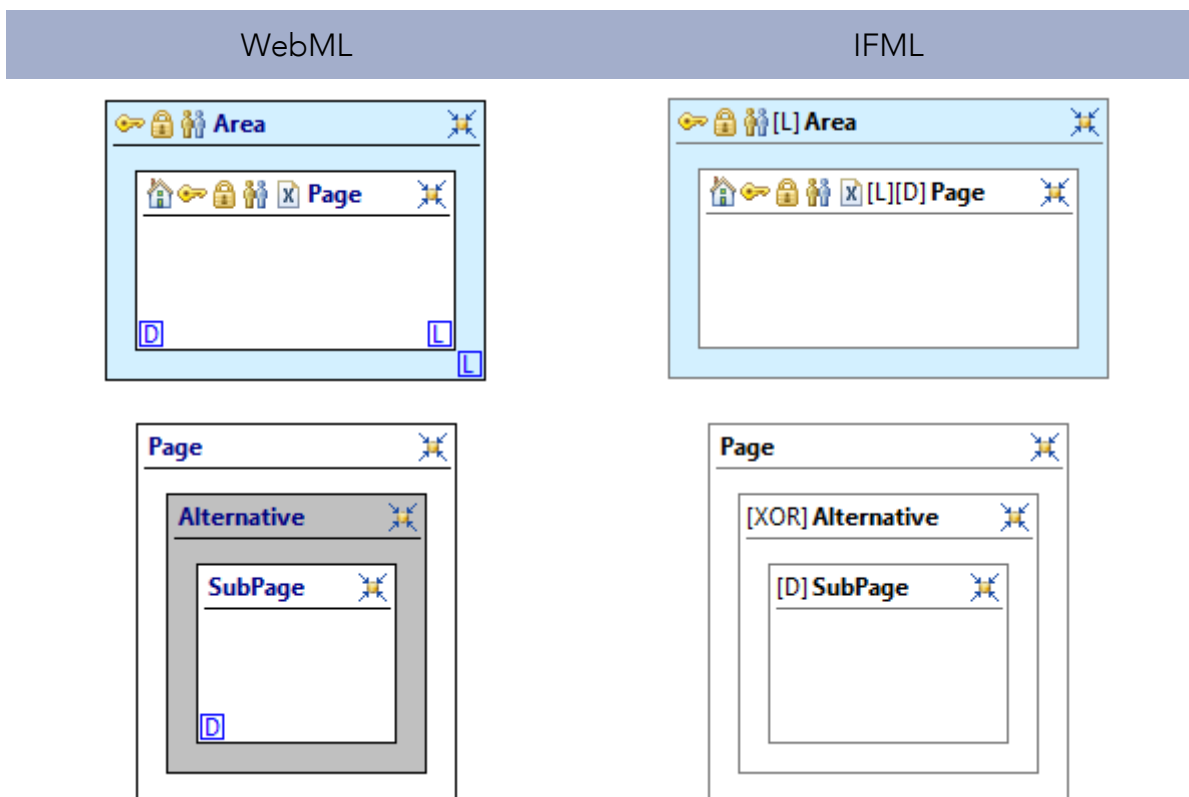 WebML
IFML
Area
Page
D
L
L
[L] Area
[L][D] Page
Page
Alternative
SubPage
D
Page
[XOR] Alternative
[D] SubPage